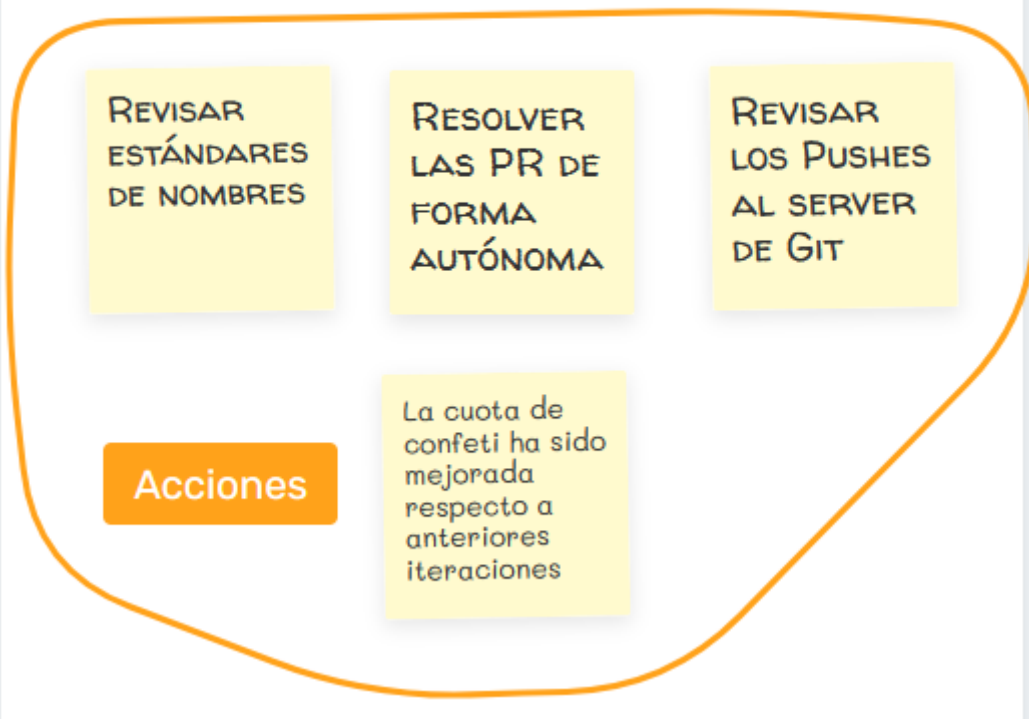 Revisar
estándares
de nombres
Resolver
las PR de
forma
autónoma
Revisar
los Pushes
al server
de Git
Acciones
La cuota de
confeti ha sido
mejorada
respecto a
anteriores
iteraciones